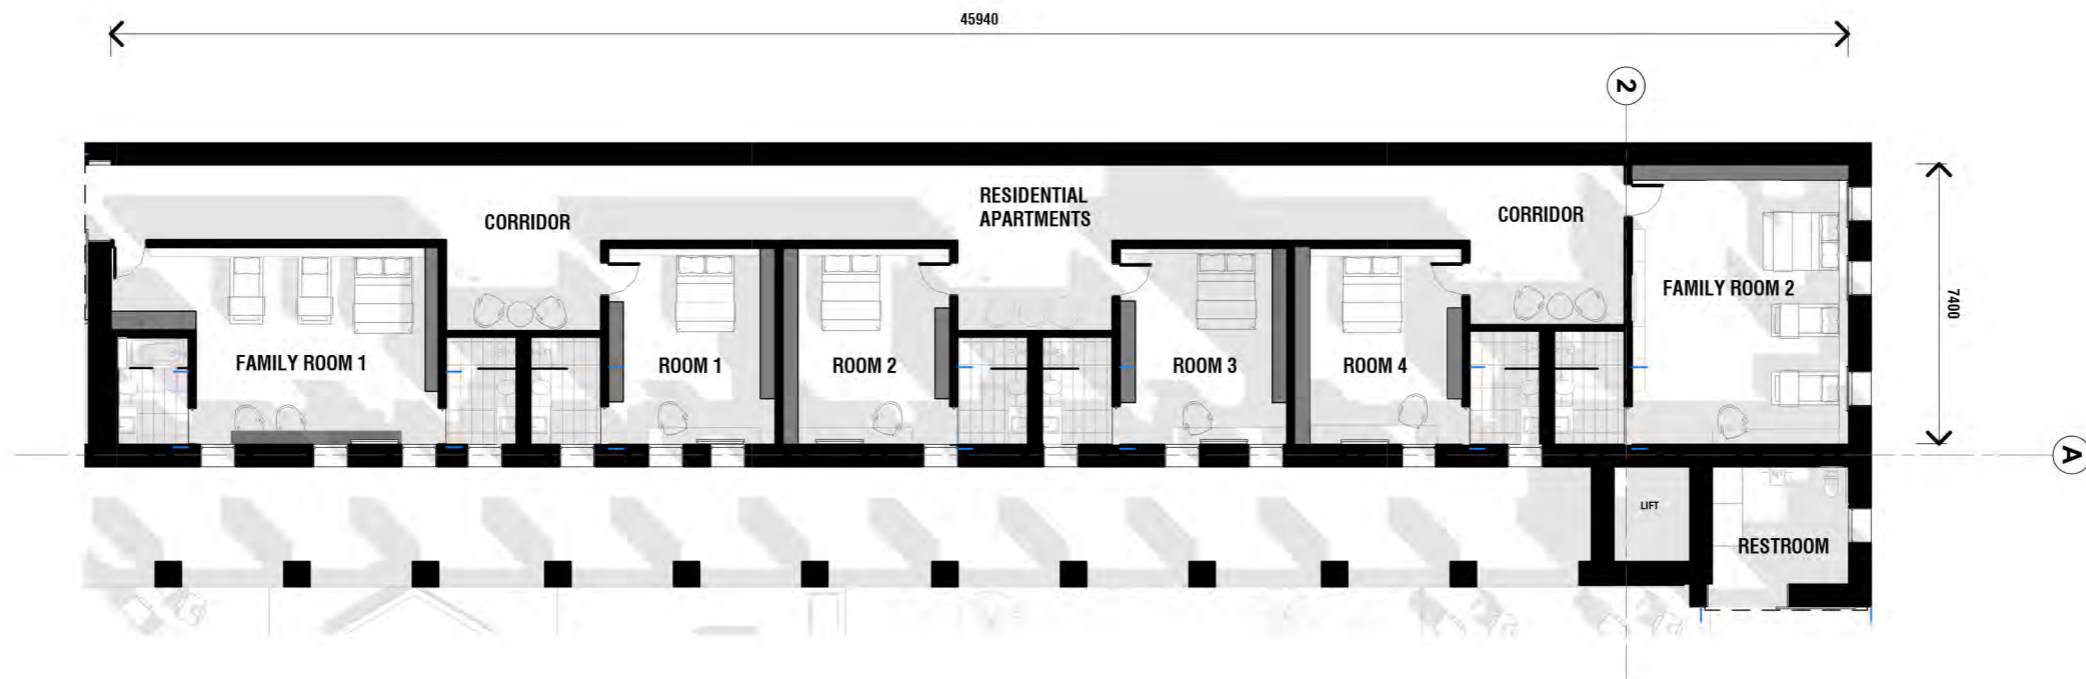 45940
2
RESIDENTIAL
APARTMENTS
CORRIDOR
CORRIDOR
FAMILY ROOM 2
7400
FAMILY ROOM 1
ROOM 1
ROOM 2
ROOM 3
ROOM 4
A
LIFT
RESTROOM